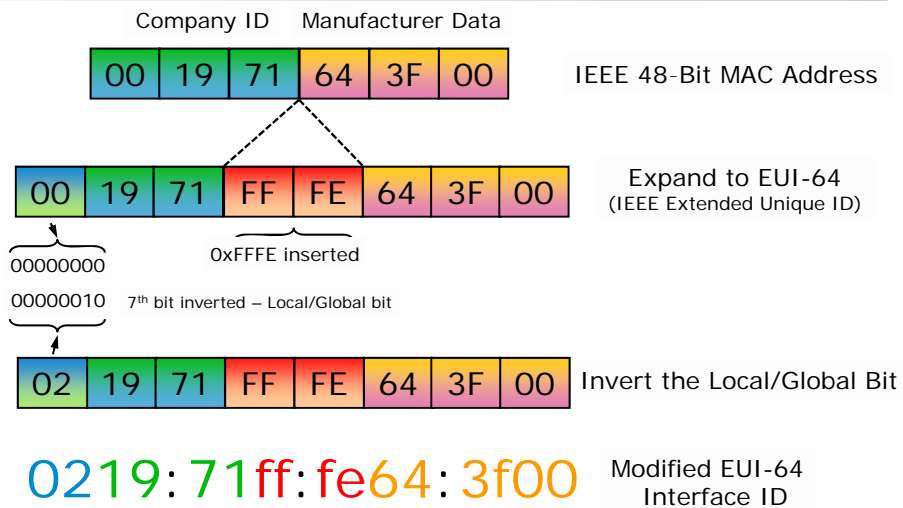 Company ID Manufacturer Data
00 19 71 64 3F 00 IEEE 48-Bit MAC Address
00 19 71 FF FE 64 3F 00 Expand to EUI-64
(IEEE Extended Unique ID)
0xFFFE inserted
00000000
00000010 7th bit inverted – Local/Global bit
02 19 71 FF FE 64 3F 00 Invert the Local/Global Bit
0219:71ff:fe64:3f00 Modified EUI-64
Interface ID